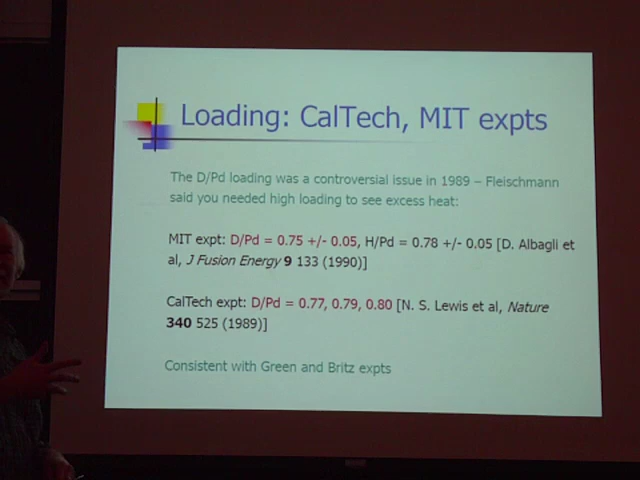 Loading: CalTech, MIT expts
The D/Pd loading was a controversial issue in 1989 – Fleischmann
said you needed high loading to see excess heat:
MIT expt: D/Pd = 0.75 +/- 0.05, H/Pd = 0.78 +/- 0.05 [D. Albagli et
al, J Fusion Energy 9 133 (1990)]
CalTech expt: D/Pd = 0.77, 0.79, 0.80 [N. S. Lewis et al, Nature
340 525 (1989)]
Consistent with Green and Britz expts